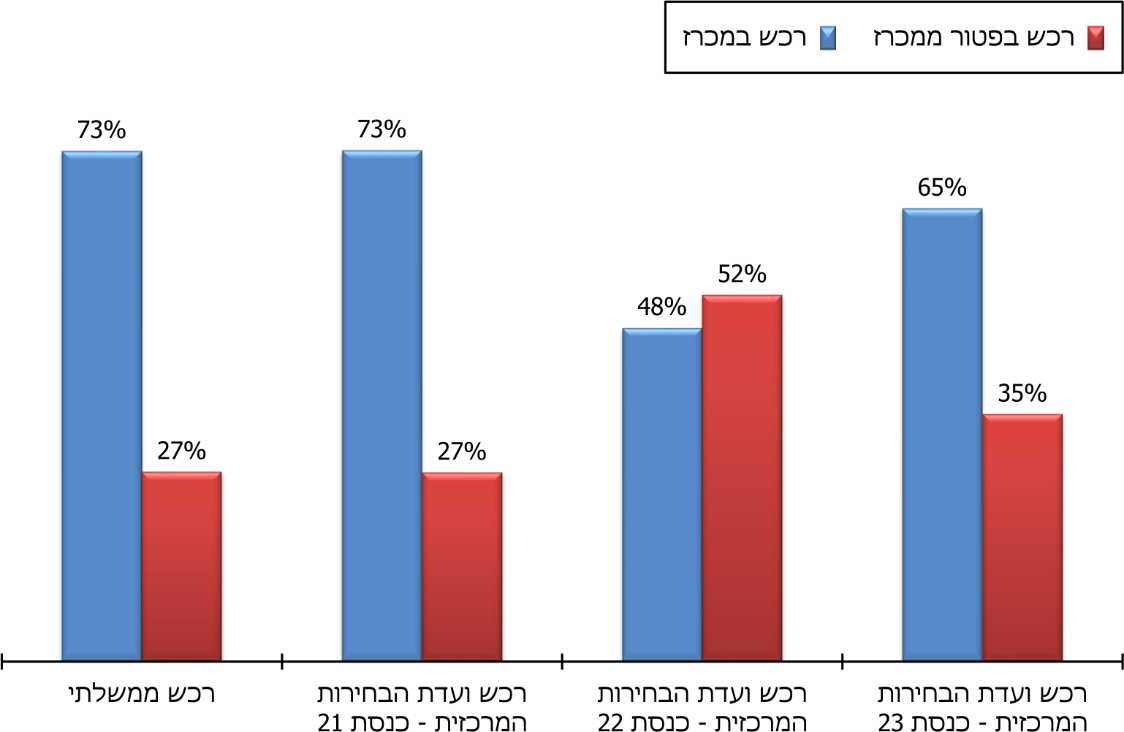 רכש בפטור ממכרז
רכש במכרז
73%
27%
73%
27%
48%
52%
65%
35%
רכש ממשלתי
רכש ועדת הבחירות
המרכזית - כנסת 21
רכש ועדת הבחירות
המרכזית - כנסת 22
רכש ועדת הבחירות
המרכזית - כנסת 23